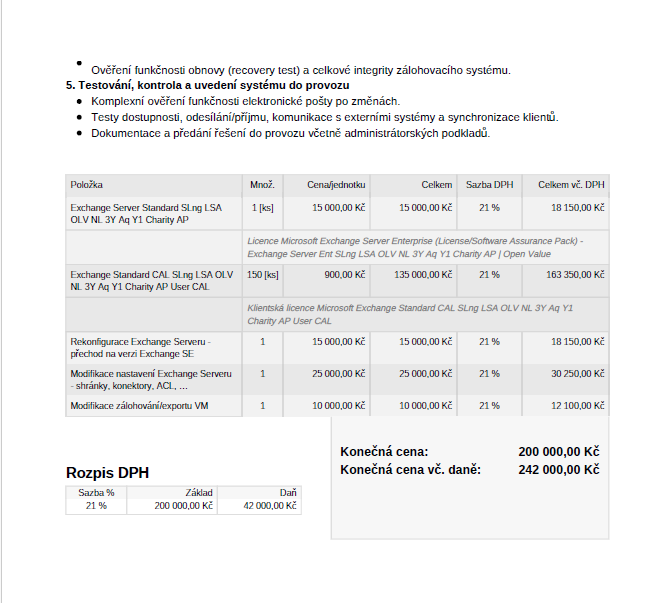 ● Ověření funkčnosti obnovy (recovery test) a celkové integrity zálohovacího systému.
5. Testování, kontrola a uvedení systému do provozu
● Komplexní ověření funkčnosti elektronické pošty po změnách.
● Testy dostupnosti, odesílání/příjmu, komunikace s externími systémy a synchronizace klientů.
● Dokumentace a předání řešení do provozu včetně administrátorských podkladů.
Položka Množ. Cena/jednotku Celkem Sazba DPH Celkem vč. DPH
Exchange Server Standard SLng LSA 1 [ks] 15 000,00 Kč 15 000,00 Kč 21 % 18 150,00 Kč
OLV NL 3Y Aq Y1 Charity AP
Licence Microsoft Exchange Server Enterprise (License/Software Assurance Pack) -
Exchange Server Ent SLng LSA OLV NL 3Y Aq Y1 Charity AP | Open Value
Exchange Standard CAL SLng LSA OLV 150 [ks] 900,00 Kč 135 000,00 Kč 21 % 163 350,00 Kč
NL 3Y Aq Y1 Charity AP User CAL
Klientská licence Microsoft Exchange Standard CAL SLng LSA OLV NL 3Y Aq Y1
Charity AP User CAL
Rekonfigurace Exchange Serveru - 1 15 000,00 Kč 15 000,00 Kč 21 % 18 150,00 Kč
přechod na verzi Exchange SE
Modifikace nastavení Exchange Serveru 1 25 000,00 Kč 25 000,00 Kč 21 % 30 250,00 Kč
- shránky, konektory, ACL, ...
Modifikace zálohování/exportu VM 1 10 000,00 Kč 10 000,00 Kč 21 % 12 100,00 Kč
Konečná cena: 200 000,00 Kč
Konečná cena vč. daně: 242 000,00 Kč
Rozpis DPH
Sazba % Základ Daň
21 % 200 000,00 Kč 42 000,00 Kč